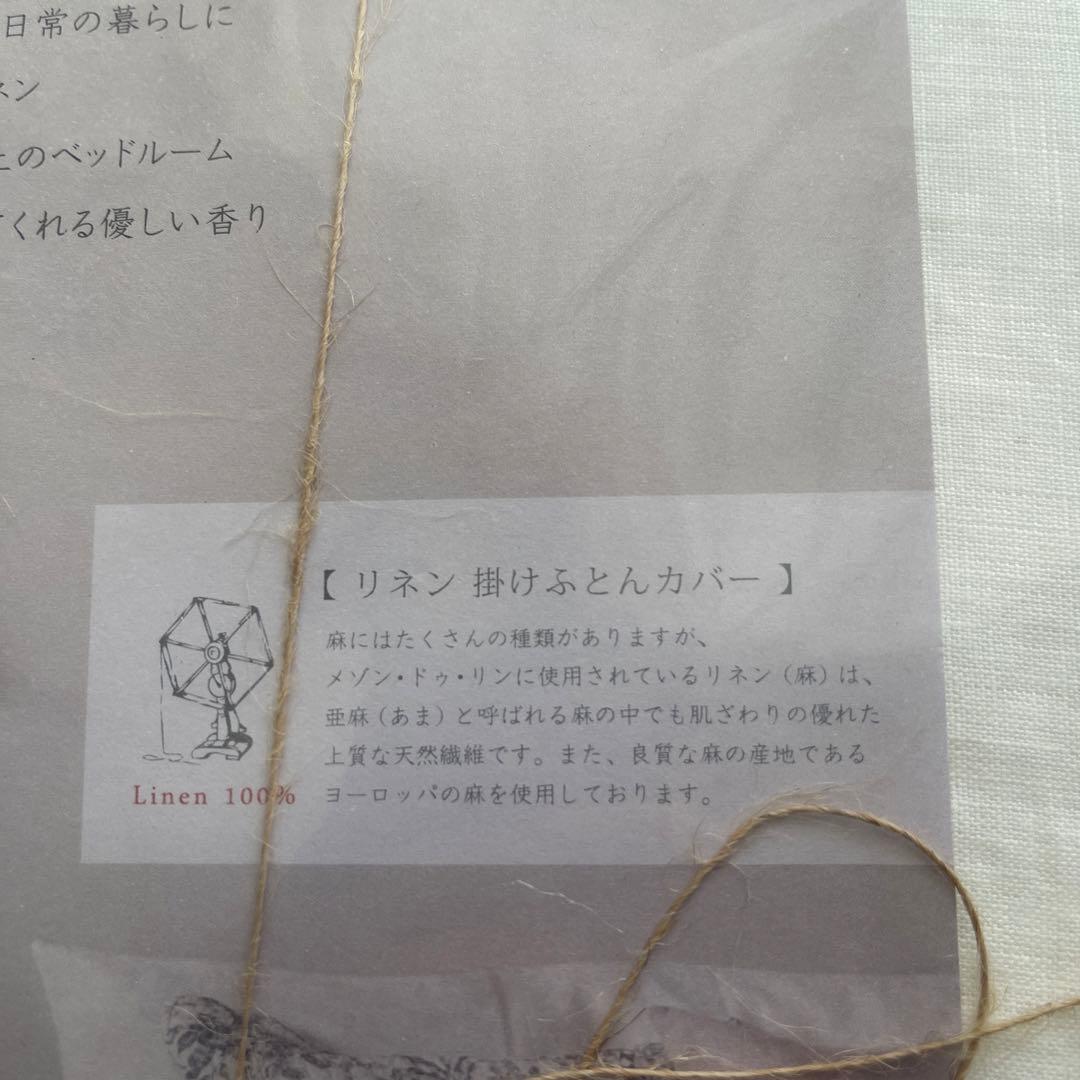 日常の暮らしに
ネン
のベッドルーム
くれる優しい香り
【 リネン 掛けふとんカバー 】
麻にはたくさんの種類がありますが、
メゾン・ドゥ・リンに使用されているリネン（麻）は、
亜麻（あま）と呼ばれる麻の中でも肌ざわりの優れた
上質な天然繊維です。また、良質な麻の産地である
ヨーロッパの麻を使用しております。
Linen 100%